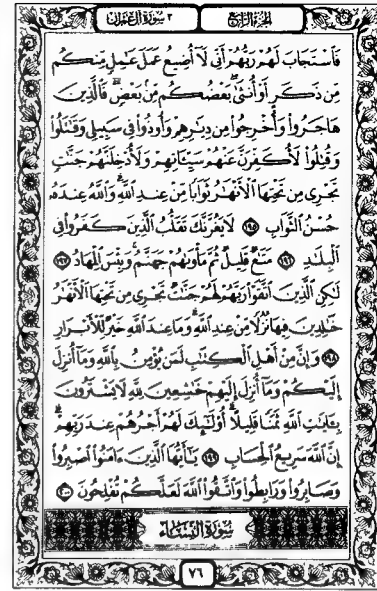 الجزء الرابع
٣ سورة آل عمران
فَٱسْتَجَابَ لَهُمْ رَبُّهُمْ أَنِّى لَآ أُضِيعُ عَمَلَ عَٰمِلٍ مِّنكُم
مِّن ذَكَرٍ أَوْ أُنثَىٰ ۖ بَعْضُكُم مِّنۢ بَعْضٍ ۖ فَٱلَّذِينَ
هَاجَرُوا۟ وَأُخْرِجُوا۟ مِن دِيَٰرِهِمْ وَأُوذُوا۟ فِى سَبِيلِى وَقَٰتَلُوا۟
وَقُتِلُوا۟ لَأُكَفِّرَنَّ عَنْهُمْ سَيِّـَٔاتِهِمْ وَلَأُدْخِلَنَّهُمْ جَنَّٰتٍ
تَجْرِى مِن تَحْتِهَا ٱلْأَنْهَٰرُ ثَوَابًا مِّنْ عِندِ ٱللَّهِ ۗ وَٱللَّهُ عِندَهُۥ
حُسْنُ ٱلثَّوَابِ ١٩٥ لَا يَغُرَّنَّكَ تَقَلُّبُ ٱلَّذِينَ كَفَرُوا۟ فِى
ٱلْبِلَٰدِ ١٩٦ مَتَٰعٌ قَلِيلٌ ثُمَّ مَأْوَىٰهُمْ جَهَنَّمُ ۚ وَبِئْسَ ٱلْمِهَادُ ١٩٧
لَٰكِنِ ٱلَّذِينَ ٱتَّقَوْا۟ رَبَّهُمْ لَهُمْ جَنَّٰتٌ تَجْرِى مِن تَحْتِهَا ٱلْأَنْهَٰرُ
خَٰلِدِينَ فِيهَا نُزُلًا مِّنْ عِندِ ٱللَّهِ ۗ وَمَا عِندَ ٱللَّهِ خَيْرٌ لِّلْأَبْرَارِ
١٩٨ وَإِنَّ مِنْ أَهْلِ ٱلْكِتَٰبِ لَمَن يُؤْمِنُ بِٱللَّهِ وَمَآ أُنزِلَ
إِلَيْكُمْ وَمَآ أُنزِلَ إِلَيْهِمْ خَٰشِعِينَ لِلَّهِ لَا يَشْتَرُونَ
بِـَٔايَٰتِ ٱللَّهِ ثَمَنًا قَلِيلًا ۗ أُو۟لَٰٓئِكَ لَهُمْ أَجْرُهُمْ عِندَ رَبِّهِمْ ۗ
إِنَّ ٱللَّهَ سَرِيعُ ٱلْحِسَابِ ١٩٩ يَٰٓأَيُّهَا ٱلَّذِينَ ءَامَنُوا۟ ٱصْبِرُوا۟
وَصَابِرُوا۟ وَرَابِطُوا۟ وَٱتَّقُوا۟ ٱللَّهَ لَعَلَّكُمْ تُفْلِحُونَ ٢٠٠
سورة النساء
٧٦